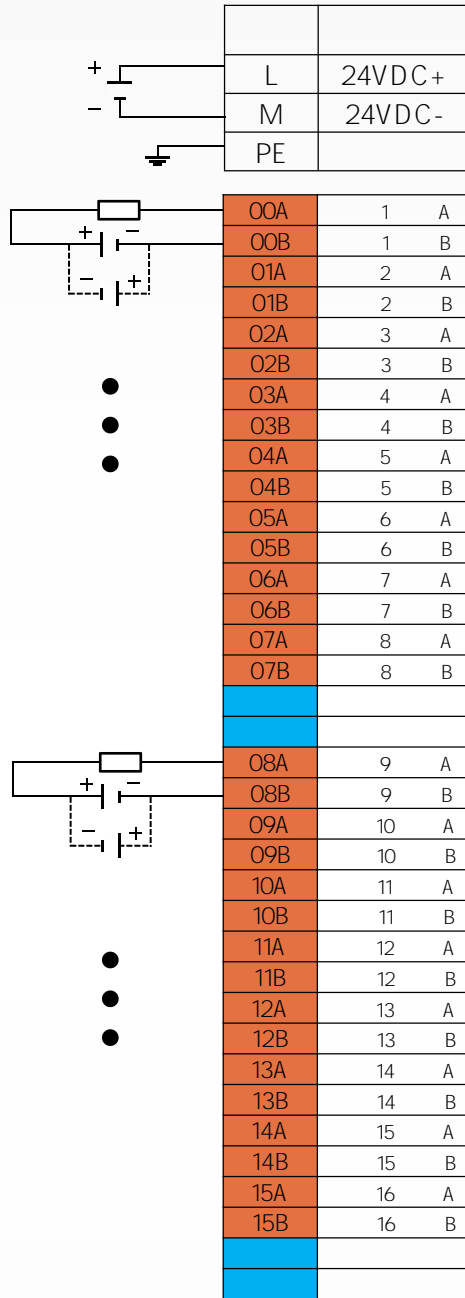 + L 24VDC+
− M 24VDC-
PE
00A 1 A
+ − 00B 1 B
− + 01A 2 A
01B 2 B
02A 3 A
02B 3 B
03A 4 A
03B 4 B
04A 5 A
04B 5 B
05A 6 A
05B 6 B
06A 7 A
06B 7 B
07A 8 A
07B 8 B
08A 9 A
+ − 08B 9 B
− + 09A 10 A
09B 10 B
10A 11 A
10B 11 B
11A 12 A
11B 12 B
12A 13 A
12B 13 B
13A 14 A
13B 14 B
14A 15 A
14B 15 B
15A 16 A
15B 16 B